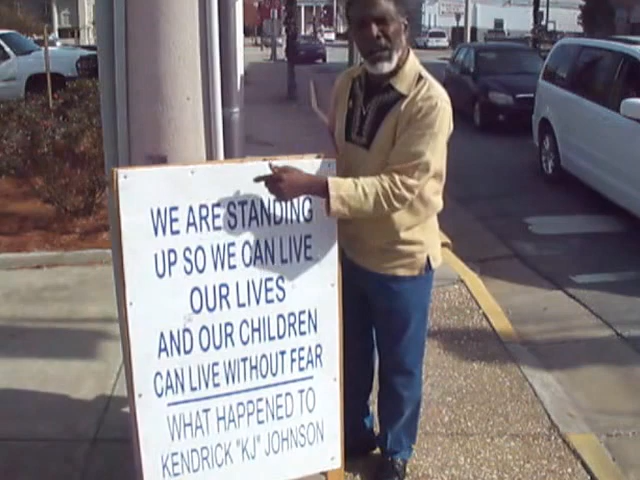 WE ARE STANDING
UP SO WE CAN LIVE
OUR LIVES
AND OUR CHILDREN
CAN LIVE WITHOUT FEAR
WHAT HAPPENED TO
KENDRICK "KJ" JOHNSON